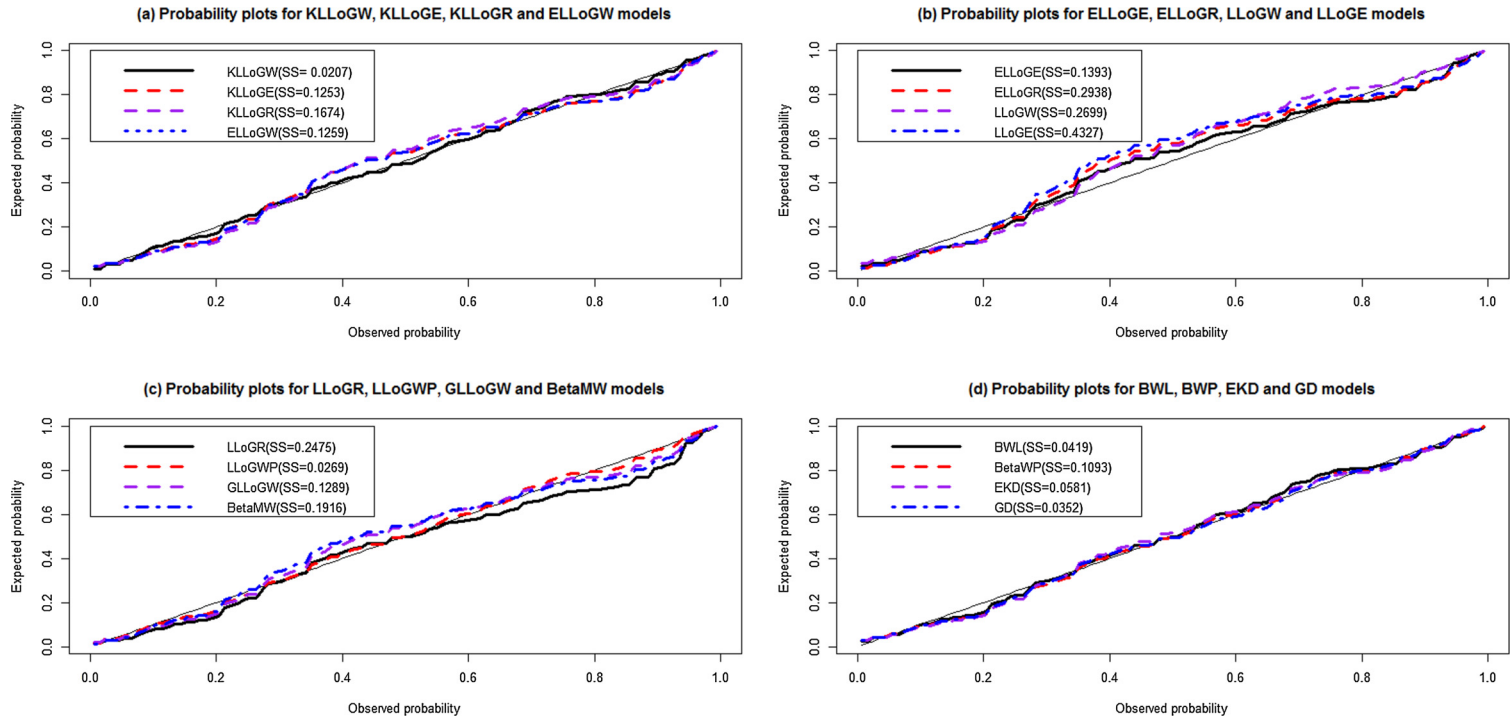 (a) Probability plots for KLLoGW, KLLoGE, KLLoGR and ELLoGW models
Expected probability
1.0
0.8
0.6
0.4
0.2
0.0
KLLoGW(SS= 0.0207)
KLLoGE(SS=0.1253)
KLLoGR(SS=0.1674)
ELLoGW(SS=0.1259)
0.0 0.2 0.4 0.6 0.8 1.0
Observed probability
(b) Probability plots for ELLoGE, ELLoGR, LLoGW and LLoGE models
Expected probability
1.0
0.8
0.6
0.4
0.2
0.0
ELLoGE(SS=0.1393)
ELLoGR(SS=0.2938)
LLoGW(SS=0.2699)
LLoGE(SS=0.4327)
0.0 0.2 0.4 0.6 0.8 1.0
Observed probability
(c) Probability plots for LLoGR, LLoGWP, GLLoGW and BetaMW models
Expected probability
1.0
0.8
0.6
0.4
0.2
0.0
LLoGR(SS=0.2475)
LLoGWP(SS=0.0269)
GLLoGW(SS=0.1289)
BetaMW(SS=0.1916)
0.0 0.2 0.4 0.6 0.8 1.0
Observed probability
(d) Probability plots for BWL, BWP, EKD and GD models
Expected probability
1.0
0.8
0.6
0.4
0.2
0.0
BWL(SS=0.0419)
BetaWP(SS=0.1093)
EKD(SS=0.0581)
GD(SS=0.0352)
0.0 0.2 0.4 0.6 0.8 1.0
Observed probability